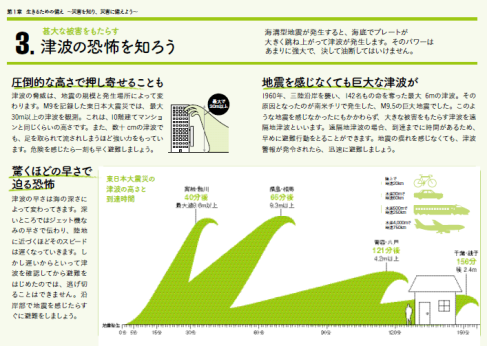 第1章 生きるための備え 〜災害を知り、災害に備えよう〜
甚大な被害をもたらす
3. 津波の恐怖を知ろう
海溝型地震が発生すると、海底でプレートが
大きく跳ね上がって津波が発生します。そのパワーは
あまりに強大で、決して油断してはいけません。
圧倒的な高さで押し寄せることも
津波の脅威は、地震の規模と発生場所によって変
わります。M9を記録した東日本大震災では、最大
30m以上の津波を観測。これは、10階建てマンショ
ンと同じくらいの高さです。また、数十cmの津波で
も、足を取られて流されてしまうほど強い力をもってい
ます。危険を感じたら一刻も早く避難しましょう。
最大で
30m以上
地震を感じなくても巨大な津波が
1960年、三陸沿岸を襲い、142名もの命を奪った最大6mの津波。その
原因となったのが南米チリで発生した、M9.5の巨大地震でした。このよ
うな地震を感じなかったにもかかわらず、大きな被害をもたらす津波を遠
隔地津波といいます。遠隔地津波の場合、到達までに時間があるため、
早めに避難行動をとることができます。地震の揺れを感じなくても、津波
警報が発令されたら、迅速に避難しましょう。
驚くほどの早さで
迫る恐怖
津波の早さは海の深さに
よって変わってきます。深
いところではジェット機な
みの早さで伝わり、陸地
に近づくほどそのスピード
は遅くなっていきます。し
かし遅いからといって津
波を確認してから避難を
はじめたのでは、逃げ切
ることはできません。沿
岸部で地震を感じたらす
ぐに避難をしましょう。
東日本大震災の
津波の高さと
到達時間
40分後
65分後
9.3m以上
121分後
4.2m以上
156分
2.4m